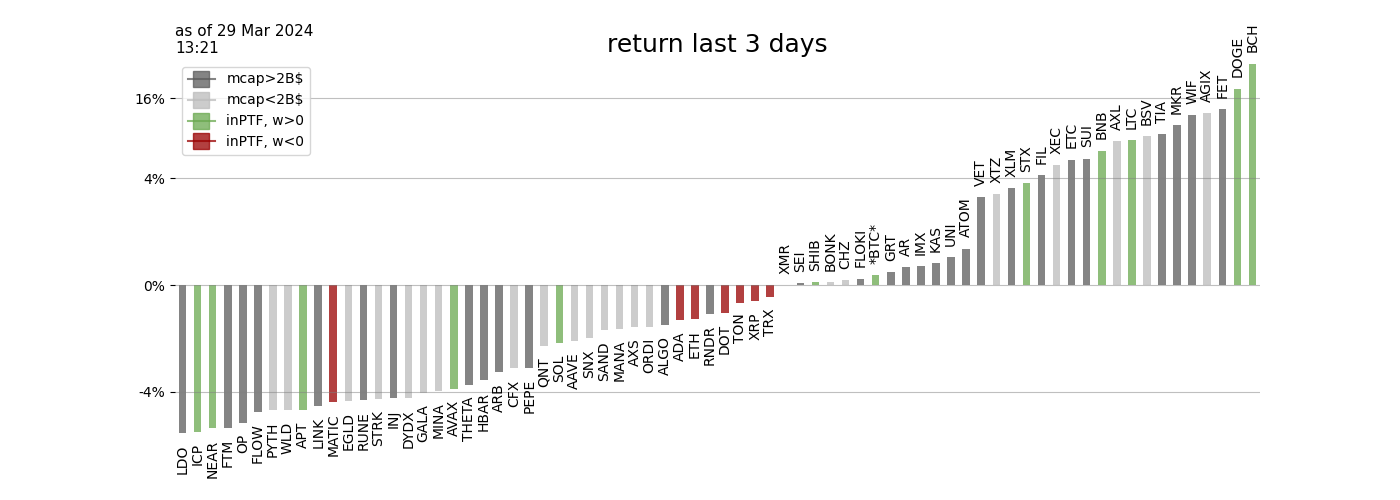 as of 29 Mar 2024
13:21
return last 3 days
mcap>2B$
mcap<2B$
inPTF, w>0
inPTF, w<0
16%
4%
0%
-4%
LDO
ICP
NEAR
FTM
OP
FLOW
PYTH
WLD
APT
LINK
MATIC
EGLD
RUNE
STRK
INJ
DYDX
GALA
MINA
AVAX
THETA
HBAR
ARB
CFX
PEPE
QNT
SOL
AAVE
SNX
SAND
MANA
AXS
ORDI
ALGO
ADA
ETH
RNDR
DOT
TON
XRP
TRX
XMR
SEI
SHIB
BONK
CHZ
FLOKI
*BTC*
GRT
AR
IMX
KAS
UNI
ATOM
VET
XTZ
XLM
STX
FIL
XEC
ETC
SUI
BNB
AXL
LTC
BSV
TIA
MKR
WIF
AGIX
FET
DOGE
BCH